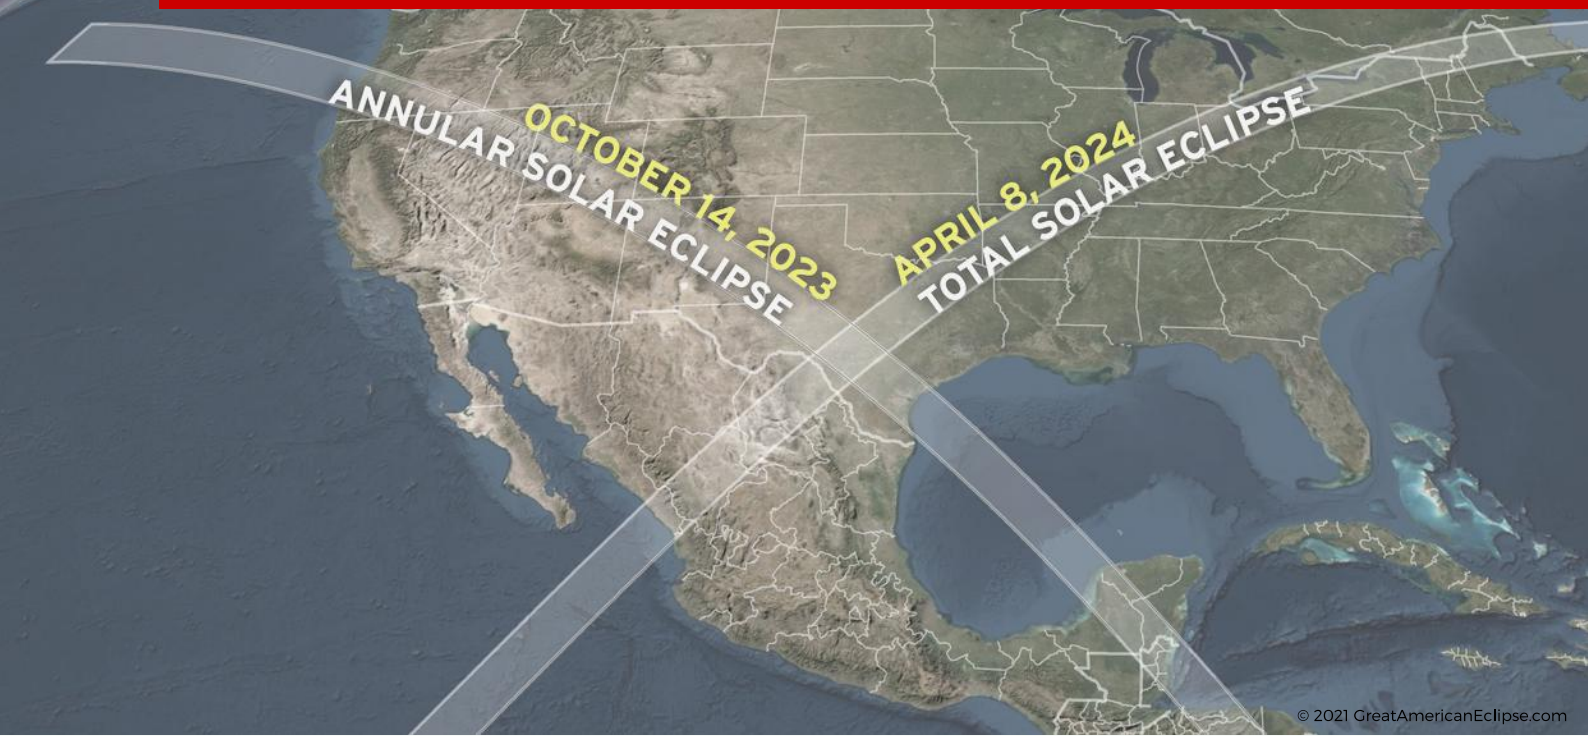 OCTOBER 14, 2023
ANNULAR SOLAR ECLIPSE
APRIL 8, 2024
TOTAL SOLAR ECLIPSE
© 2021 GreatAmericanEclipse.com